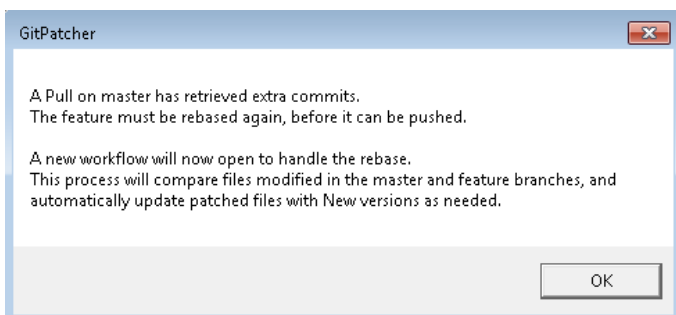 GitPatcher
A Pull on master has retrieved extra commits.
The feature must be rebased again, before it can be pushed.
A new workflow will now open to handle the rebase.
This process will compare files modified in the master and feature branches, and
automatically update patched files with New versions as needed.
OK